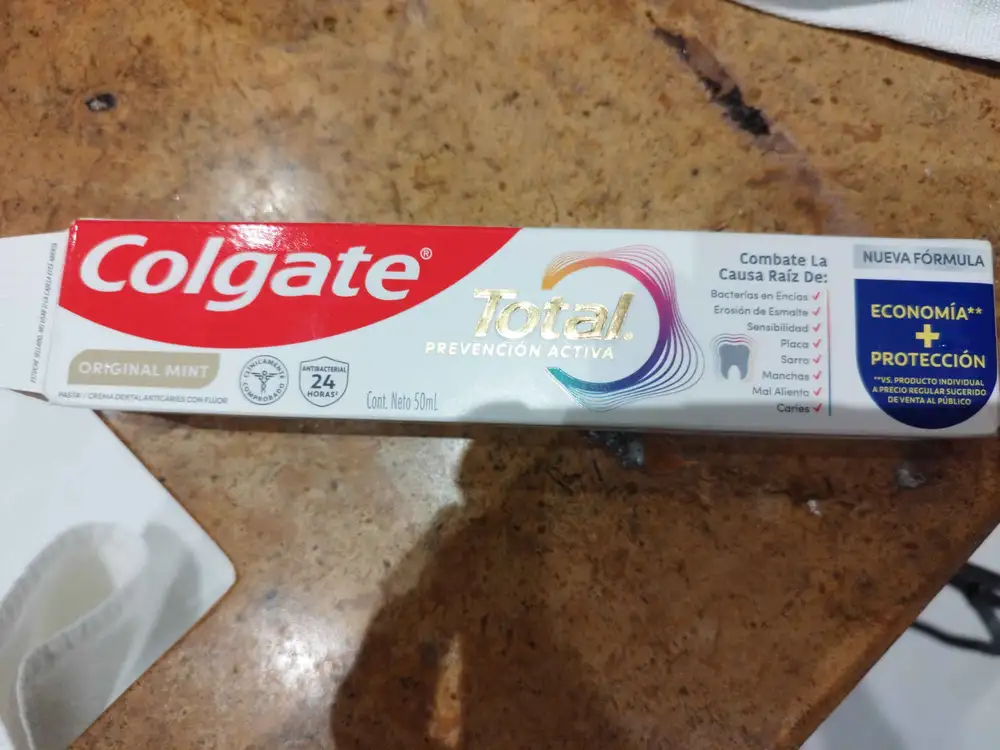 Colgate®
ORIGINAL MINT
CLÍNICAMENTE
COMPROBADO
ANTIBACTERIAL
24
HORAS
PASTA / CREMA DENTAL ANTICARIES CON FLÚOR
Cont. Neto 50mL
Total.
PREVENCIÓN ACTIVA
Combate La
Causa Raíz De:
Bacterias en Encías ✓
Erosión de Esmalte ✓
Sensibilidad ✓
Placa ✓
Sarro ✓
Manchas ✓
Mal Aliento ✓
Caries ✓
NUEVA FÓRMULA
ECONOMÍA**
+
PROTECCIÓN
**VS. PRODUCTO INDIVIDUAL
A PRECIO REGULAR SUGERIDO
DE VENTA AL PÚBLICO